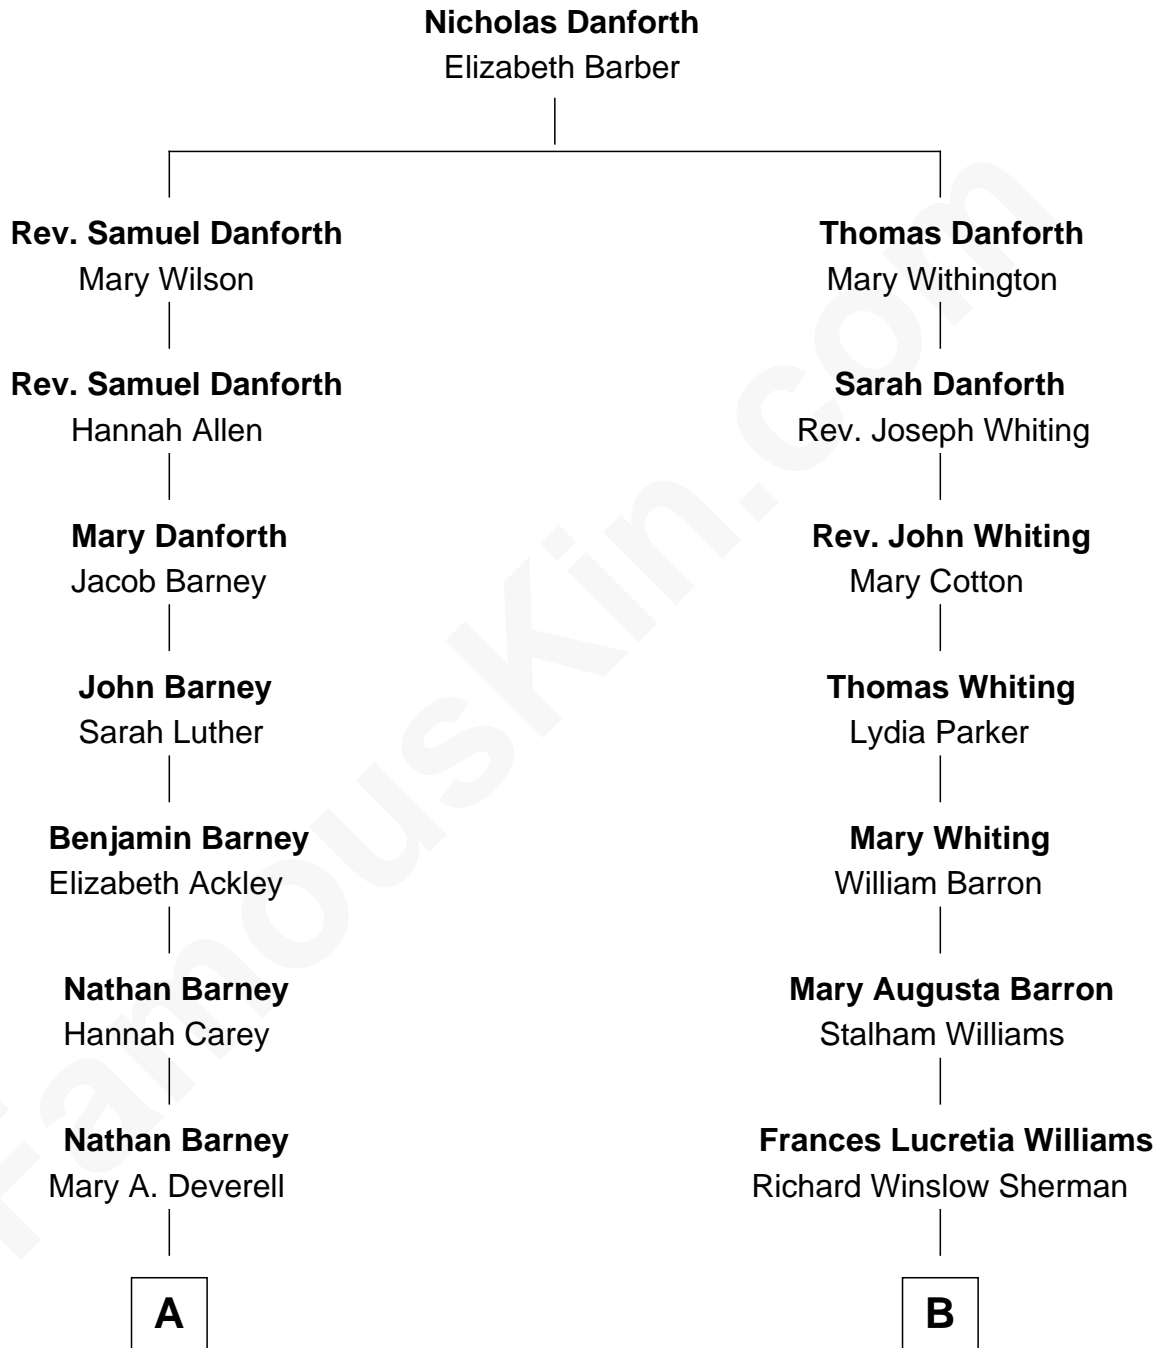 Nicholas Danforth
Elizabeth Barber
Rev. Samuel Danforth
Mary Wilson
Thomas Danforth
Mary Withington
Rev. Samuel Danforth
Hannah Allen
Sarah Danforth
Rev. Joseph Whiting
Mary Danforth
Jacob Barney
Rev. John Whiting
Mary Cotton
John Barney
Sarah Luther
Thomas Whiting
Lydia Parker
Benjamin Barney
Elizabeth Ackley
Mary Whiting
William Barron
Nathan Barney
Hannah Carey
Mary Augusta Barron
Stalham Williams
Nathan Barney
Mary A. Deverell
Frances Lucretia Williams
Richard Winslow Sherman
A
B
FamousKin.com